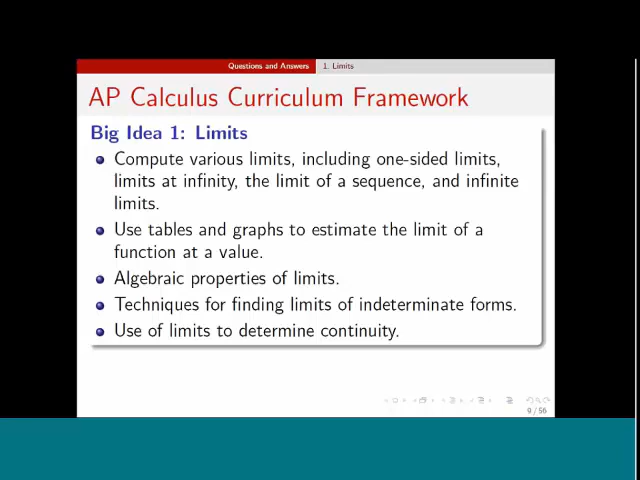 Questions and Answers 1. Limits
AP Calculus Curriculum Framework
Big Idea 1: Limits
Compute various limits, including one-sided limits,
limits at infinity, the limit of a sequence, and infinite
limits.
Use tables and graphs to estimate the limit of a
function at a value.
Algebraic properties of limits.
Techniques for finding limits of indeterminate forms.
Use of limits to determine continuity.
9 / 56